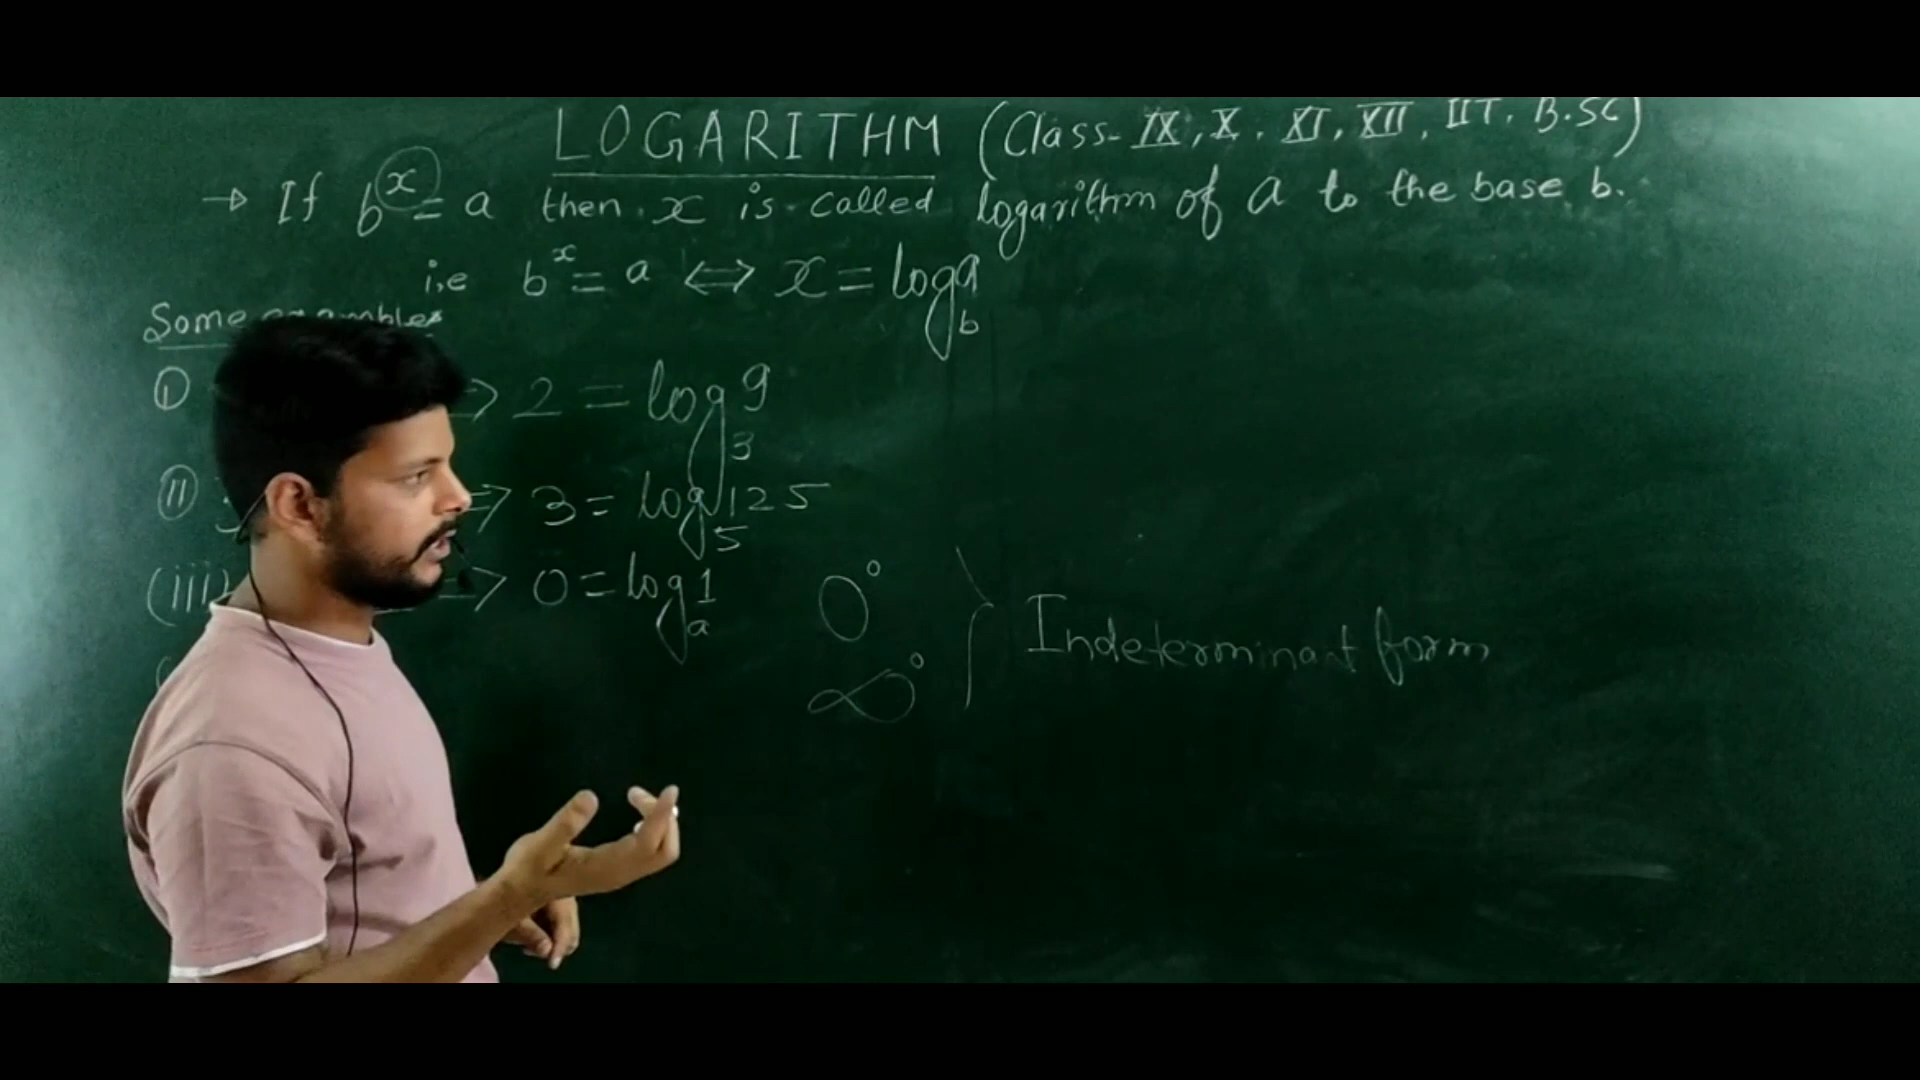 LOGARITHM (Class- IX, X, XI, XII, IIT, B.SC)
→ If b^x = a then x is called logarithm of a to the base b.
i.e b^x = a ⇔ x = log_b a
Some examples
(i) ⇒ 2 = log_3 9
(ii) ⇒ 3 = log_5 125
(iii) ⇒ 0 = log_a 1
0^0
∞^0 } Indeterminant form